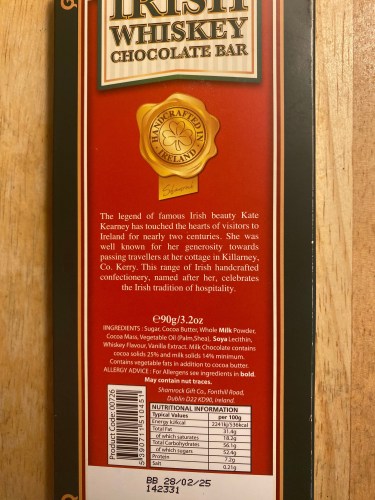 IRISH
WHISKEY
CHOCOLATE BAR
HANDCRAFTED IN
IRELAND
Shamrock
The legend of famous Irish beauty Kate
Kearney has touched the hearts of visitors to
Ireland for nearly two centuries. She was
well known for her generosity towards
passing travellers at her cottage in Killarney,
Co. Kerry. This range of Irish handcrafted
confectionery, named after her, celebrates
the Irish tradition of hospitality.
℮90g/3.2oz
INGREDIENTS : Sugar, Cocoa Butter, Whole Milk Powder,
Cocoa Mass, Vegetable Oil (Palm,Shea), Soya Lecithin,
Whiskey Flavour, Vanilla Extract. Milk Chocolate contains
cocoa solids 25% and milk solids 14% minimum.
Contains vegetable fats in addition to cocoa butter.
ALLERGY ADVICE : For Allergens see ingredients in bold.
May contain nut traces.
Shamrock Gift Co., Fonthill Road,
Dublin D22 KD90, Ireland.
Product Code: 00726
5390711510451
NUTRITIONAL INFORMATION
Typical Values per 100g
Energy kJ/kcal 2241kJ/536kcal
Total Fat 31.4g
of which saturates 18.2g
Total Carbohydrates 56.1g
of which sugars 52.4g
Protein 7.2g
Salt 0.21g
BB 28/02/25
142331